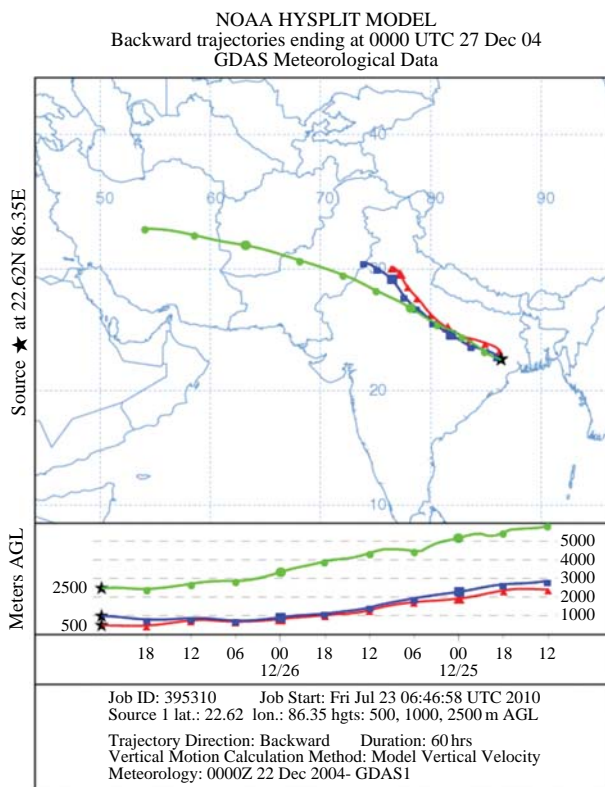 NOAA HYSPLIT MODEL
Backward trajectories ending at 0000 UTC 27 Dec 04
GDAS Meteorological Data
Source ★ at 22.62N 86.35E
40
50
60
70
80
90
30
20
10
Meters AGL
5000
4000
3000
2500
2000
1000
500
18 12 06 00 18 12 06 00 18 12
12/26 12/25
Job ID: 395310 Job Start: Fri Jul 23 06:46:58 UTC 2010
Source 1 lat.: 22.62 lon.: 86.35 hgts: 500, 1000, 2500 m AGL
Trajectory Direction: Backward Duration: 60 hrs
Vertical Motion Calculation Method: Model Vertical Velocity
Meteorology: 0000Z 22 Dec 2004- GDAS1